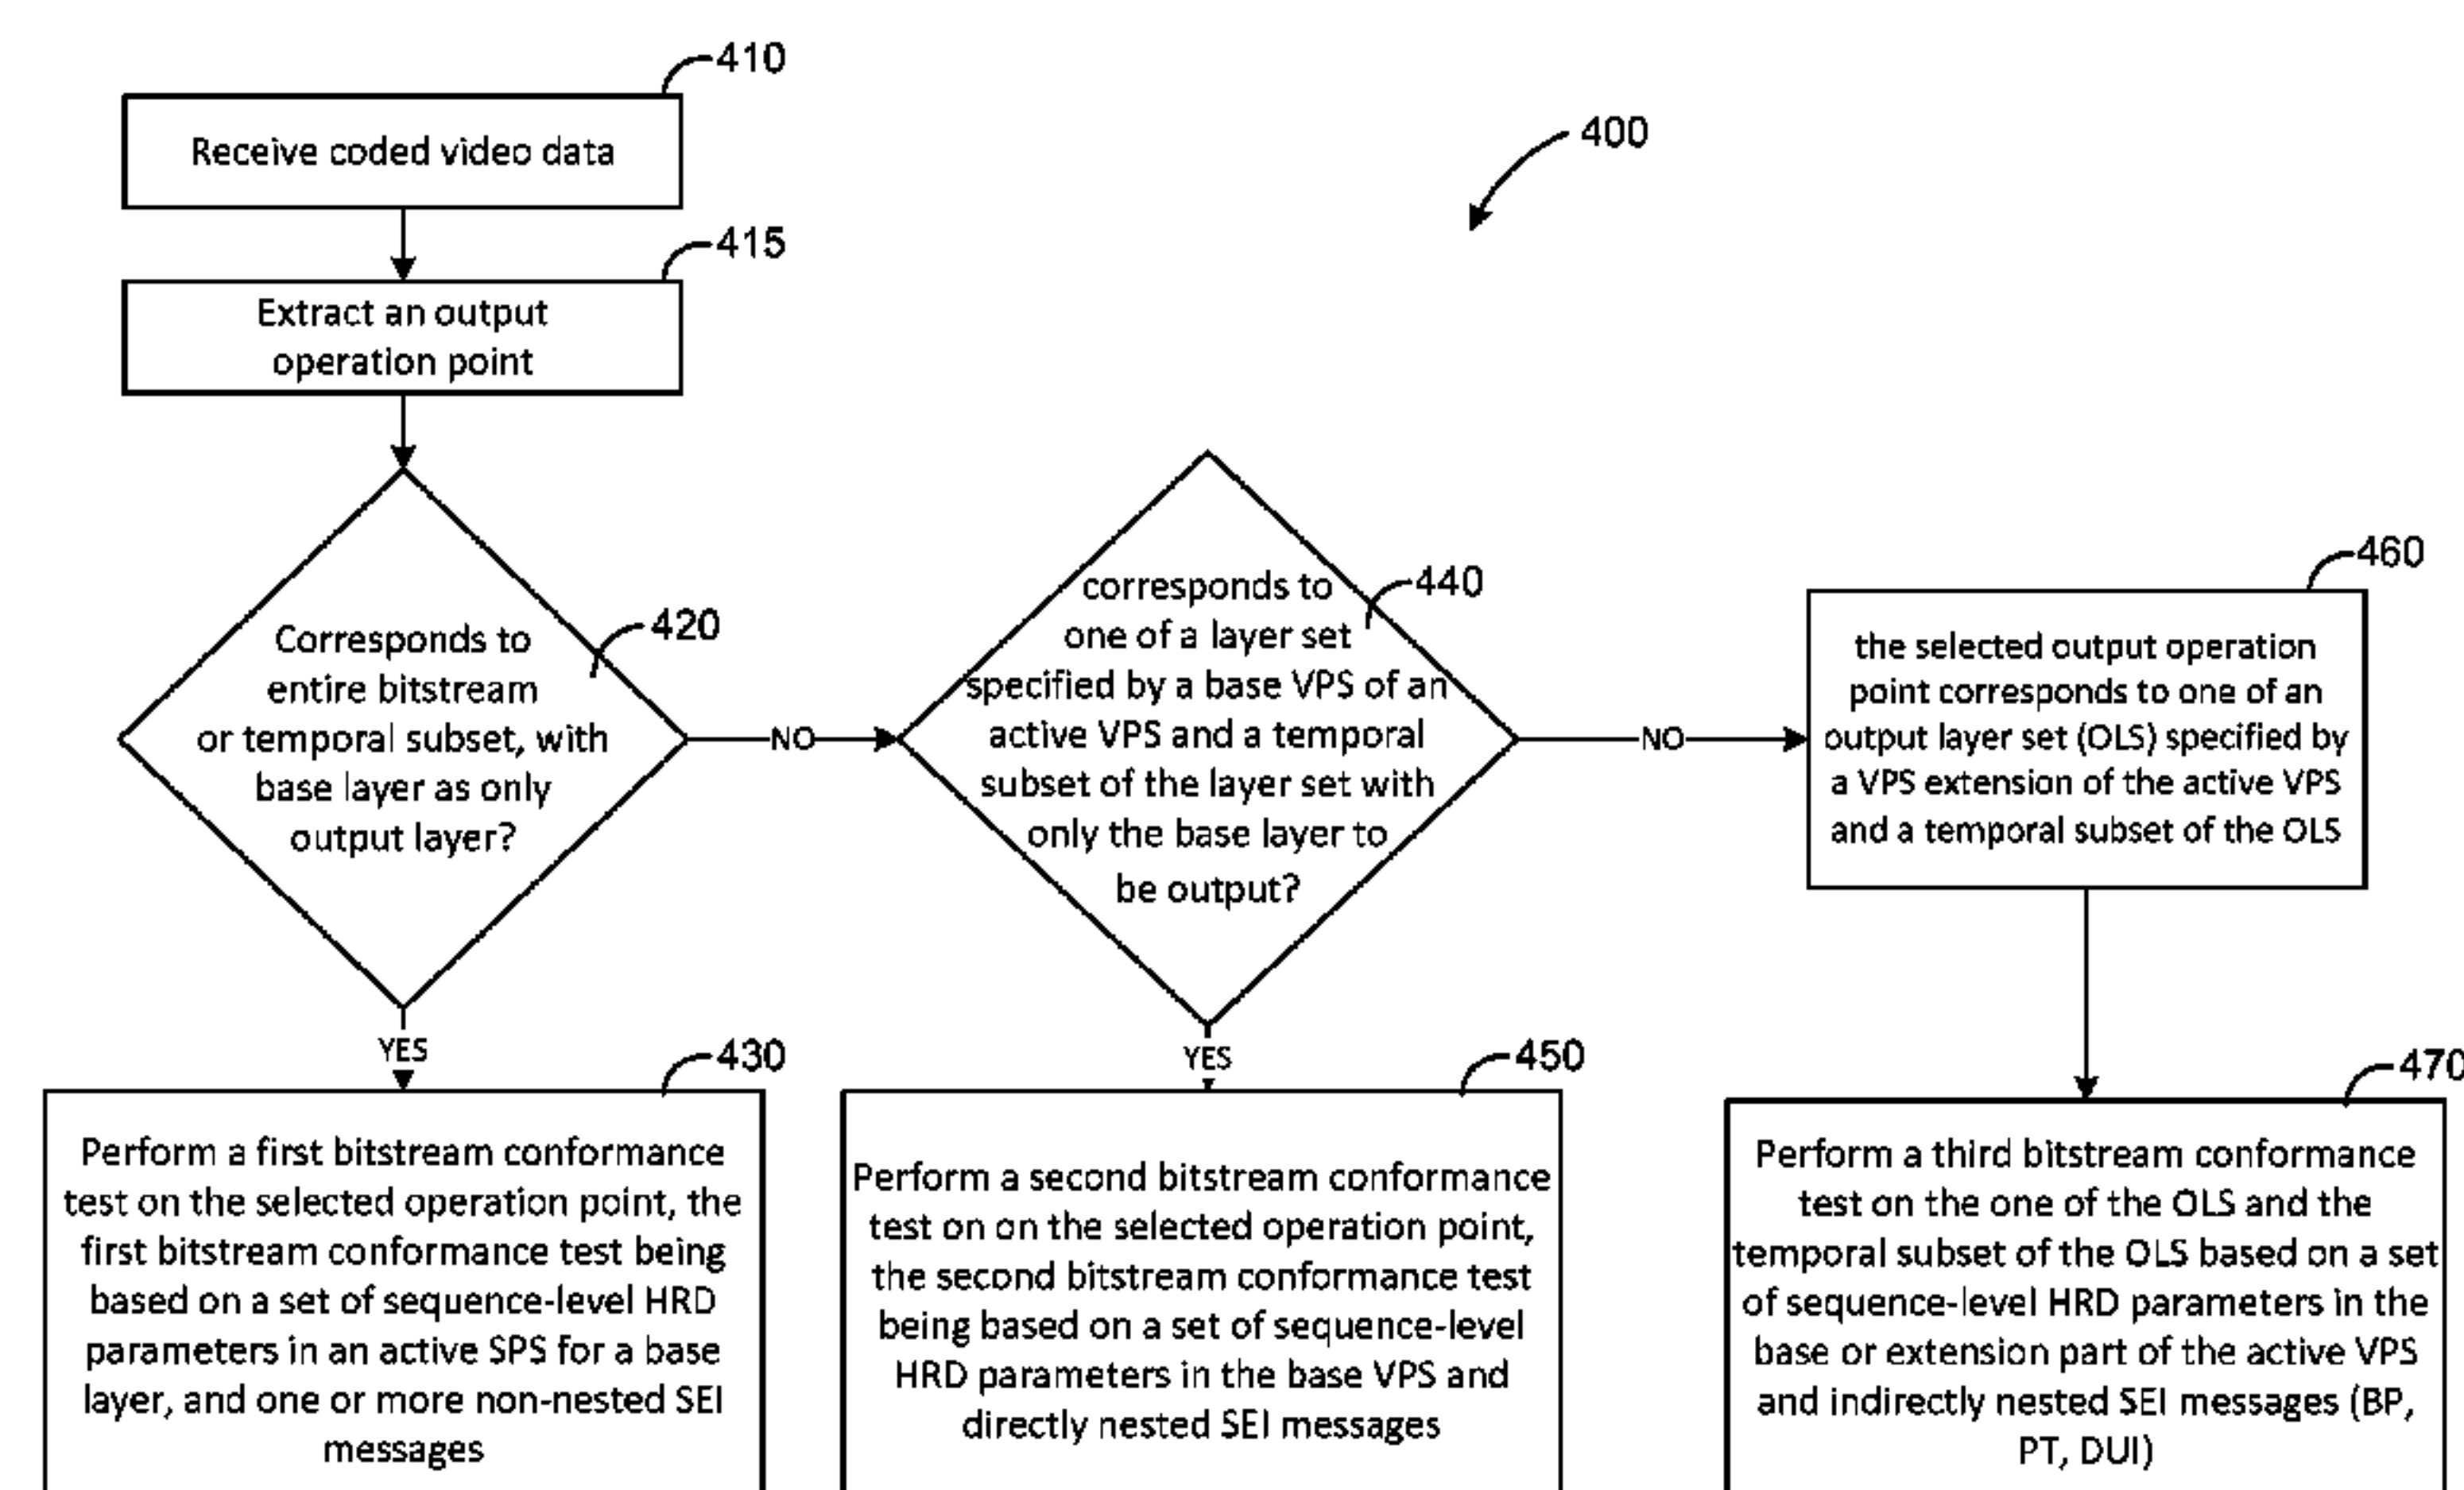 410
Receive coded video data
400
415
Extract an output
operation point
420
Corresponds to
entire bitstream
or temporal subset, with
base layer as only
output layer?
NO
440
corresponds to
one of a layer set
specified by a base VPS of an
active VPS and a temporal
subset of the layer set with
only the base layer to
be output?
NO
460
the selected output operation
point corresponds to one of an
output layer set (OLS) specified by
a VPS extension of the active VPS
and a temporal subset of the OLS
YES
430
Perform a first bitstream conformance
test on the selected operation point, the
first bitstream conformance test being
based on a set of sequence-level HRD
parameters in an active SPS for a base
layer, and one or more non-nested SEI
messages
YES
450
Perform a second bitstream conformance
test on on the selected operation point,
the second bitstream conformance test
being based on a set of sequence-level
HRD parameters in the base VPS and
directly nested SEI messages
470
Perform a third bitstream conformance
test on the one of the OLS and the
temporal subset of the OLS based on a set
of sequence-level HRD parameters in the
base or extension part of the active VPS
and indirectly nested SEI messages (BP,
PT, DUI)